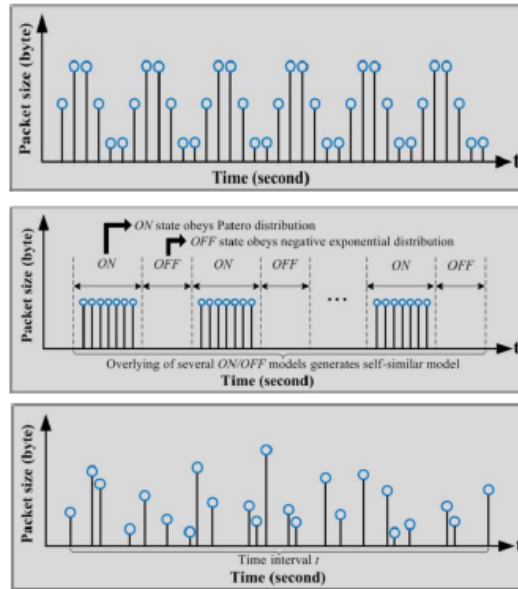 Packet size (byte)
t
Time (second)
Packet size (byte)
ON state obeys Patero distribution
OFF state obeys negative exponential distribution
ON OFF ON OFF ON OFF
...
t
Overlying of several ON/OFF models generates self-similar model
Time (second)
Packet size (byte)
t
Time interval t
Time (second)